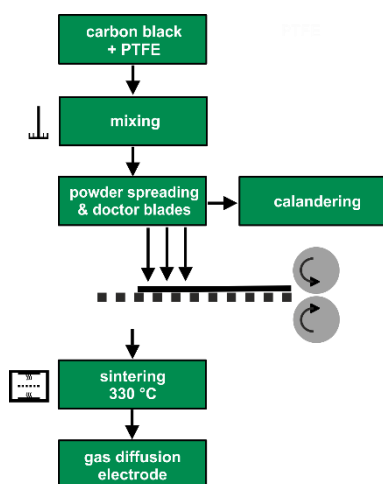 carbon black
+ PTFE
mixing
powder spreading
& doctor blades
calandering
sintering
330 °C
gas diffusion
electrode